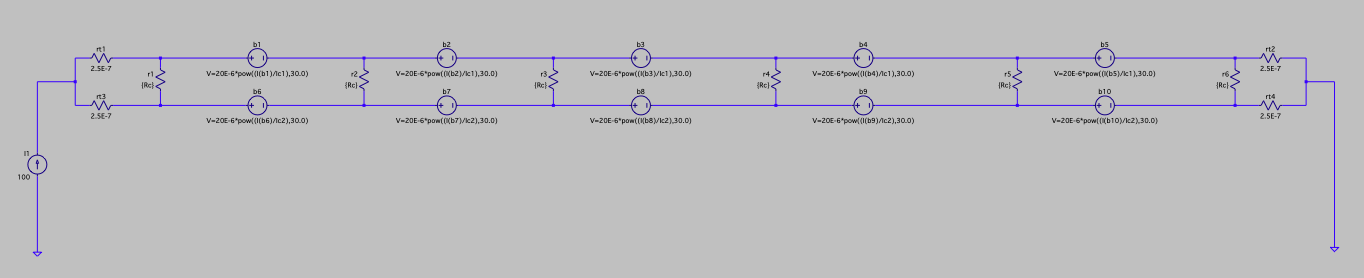 rt1
2.5E-7
r1
{Rc}
b1
V=20E-6*pow((I(b1)/Ic1),30.0)
r2
{Rc}
b2
V=20E-6*pow((I(b2)/Ic1),30.0)
r3
{Rc}
b3
V=20E-6*pow((I(b3)/Ic1),30.0)
r4
{Rc}
b4
V=20E-6*pow((I(b4)/Ic1),30.0)
r5
{Rc}
b5
V=20E-6*pow((I(b5)/Ic1),30.0)
r6
{Rc}
rt2
2.5E-7
rt3
2.5E-7
b6
V=20E-6*pow((I(b6)/Ic2),30.0)
b7
V=20E-6*pow((I(b7)/Ic2),30.0)
b8
V=20E-6*pow((I(b8)/Ic2),30.0)
b9
V=20E-6*pow((I(b9)/Ic2),30.0)
b10
V=20E-6*pow((I(b10)/Ic2),30.0)
rt4
2.5E-7
I1
100